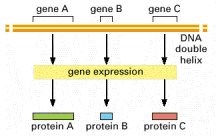 gene A gene B gene C
DNA
double
helix
gene expression
protein A protein B protein C